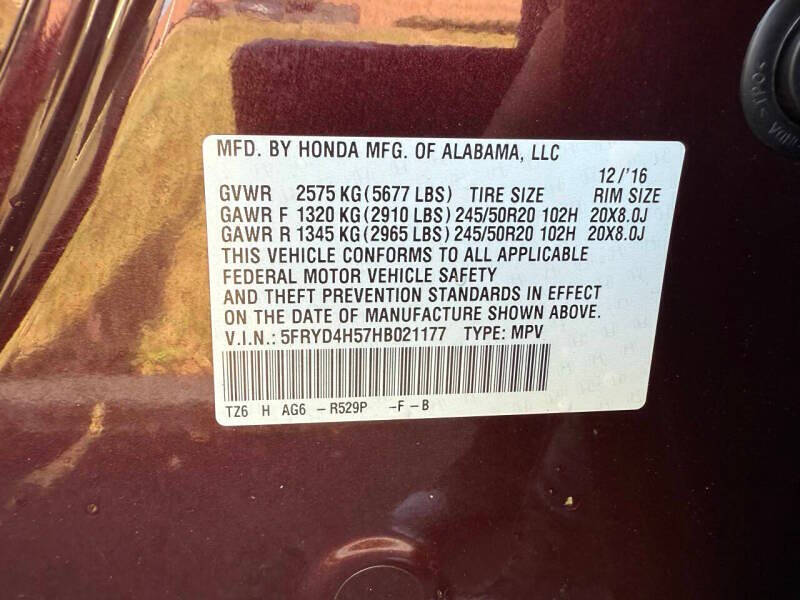 MFD. BY HONDA MFG. OF ALABAMA, LLC
12/'16
GVWR 2575 KG (5677 LBS) TIRE SIZE RIM SIZE
GAWR F 1320 KG (2910 LBS) 245/50R20 102H 20X8.0J
GAWR R 1345 KG (2965 LBS) 245/50R20 102H 20X8.0J
THIS VEHICLE CONFORMS TO ALL APPLICABLE
FEDERAL MOTOR VEHICLE SAFETY
AND THEFT PREVENTION STANDARDS IN EFFECT
ON THE DATE OF MANUFACTURE SHOWN ABOVE.
V.I.N.: 5FRYD4H57HB021177 TYPE: MPV
TZ6 H AG6 -R529P -F-B
>TPO<